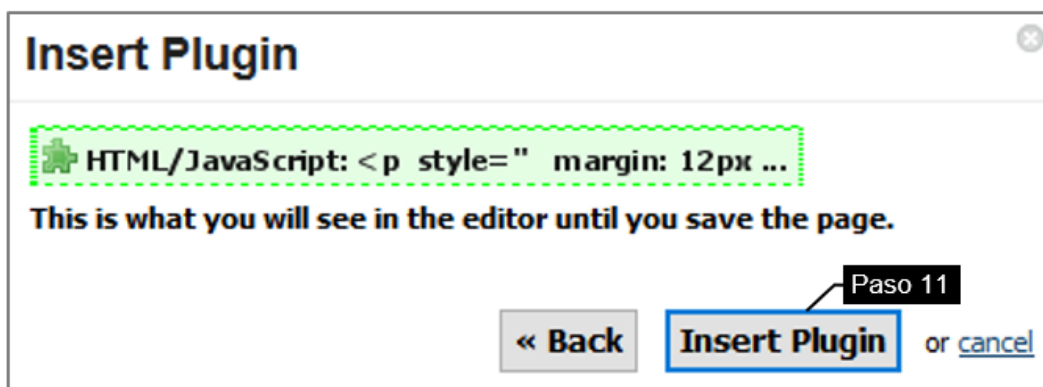 Insert Plugin
HTML/JavaScript: <p style=" margin: 12px ...
This is what you will see in the editor until you save the page.
Paso 11
« Back Insert Plugin or cancel